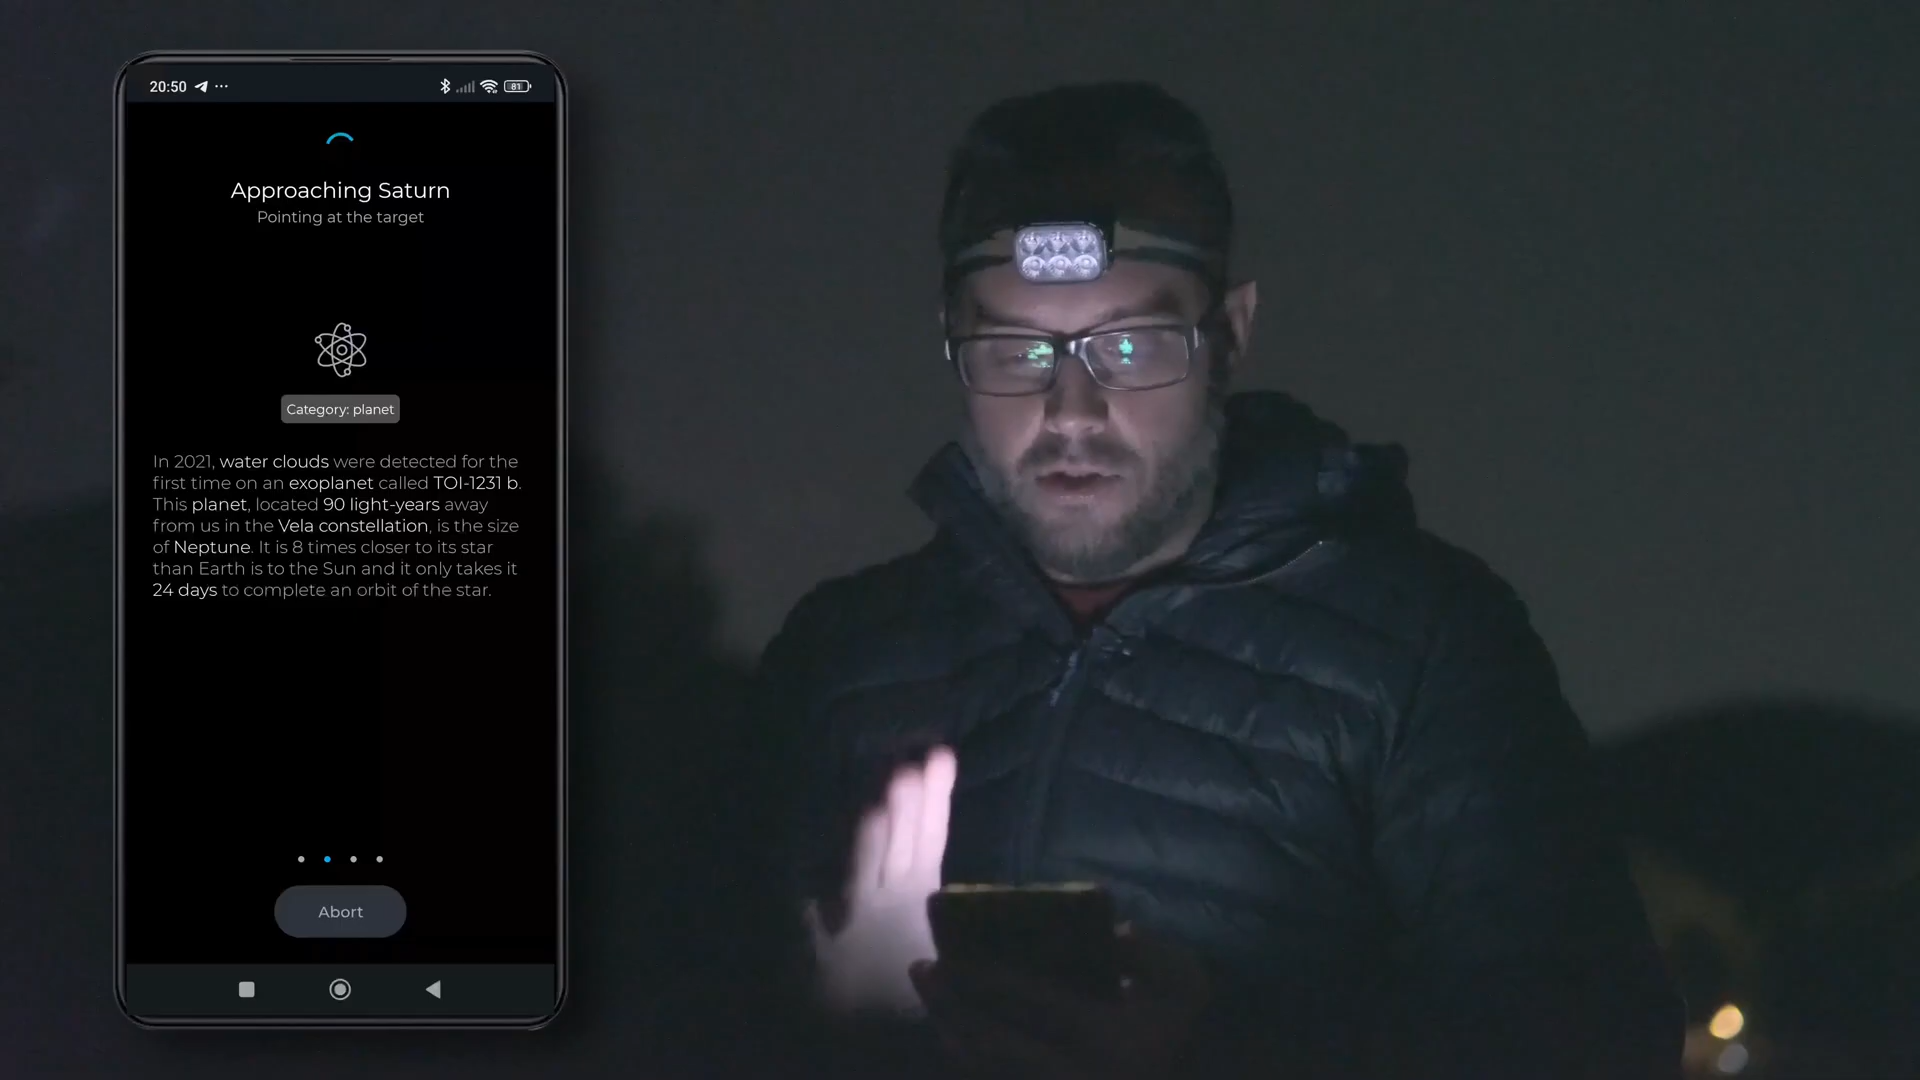 20:50
81
Approaching Saturn
Pointing at the target
Category: planet
In 2021, water clouds were detected for the
first time on an exoplanet called TOI-1231 b.
This planet, located 90 light-years away
from us in the Vela constellation, is the size
of Neptune. It is 8 times closer to its star
than Earth is to the Sun and it only takes it
24 days to complete an orbit of the star.
Abort